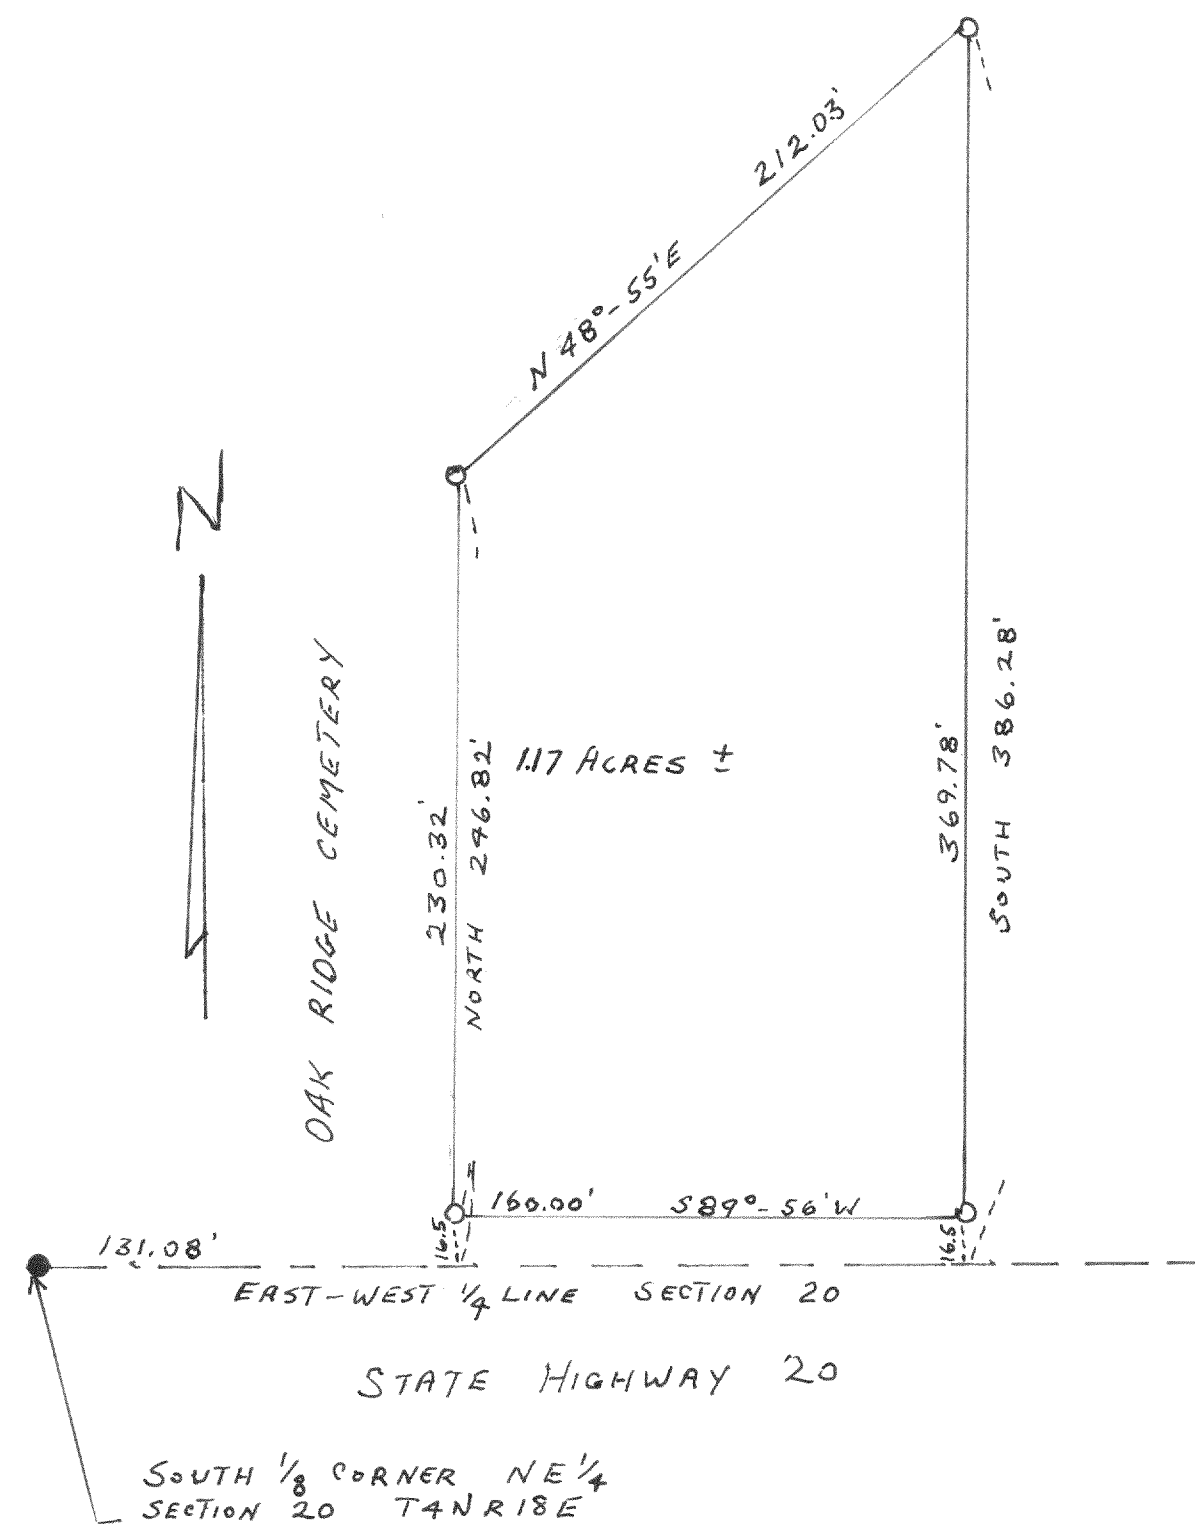 212.03'
N 48°-55'E
N
OAK RIDGE CEMETERY
230.32'
NORTH 246.82'
1.17 ACRES ±
369.78'
SOUTH 386.28'
160.00' S89°-56'W
16.5
16.5
131.08'
EAST-WEST 1/4 LINE SECTION 20
STATE HIGHWAY 20
SOUTH 1/8 CORNER NE 1/4
SECTION 20 T4N R18E